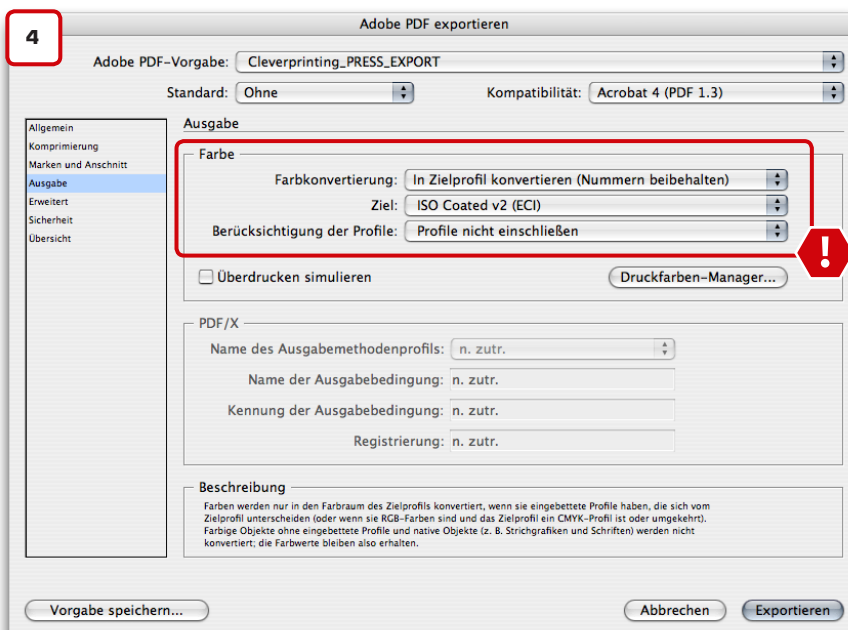 4
Adobe PDF exportieren
Adobe PDF-Vorgabe: Cleverprinting_PRESS_EXPORT
Standard: Ohne Kompatibilität: Acrobat 4 (PDF 1.3)
Allgemein
Komprimierung
Marken und Anschnitt
Ausgabe
Erweitert
Sicherheit
Übersicht
Ausgabe
Farbe
Farbkonvertierung: In Zielprofil konvertieren (Nummern beibehalten)
Ziel: ISO Coated v2 (ECI)
Berücksichtigung der Profile: Profile nicht einschließen
!
Überdrucken simulieren Druckfarben-Manager...
PDF/X
Name des Ausgabemethodenprofils: n. zutr.
Name der Ausgabebedingung: n. zutr.
Kennung der Ausgabebedingung: n. zutr.
Registrierung: n. zutr.
Beschreibung
Farben werden nur in den Farbraum des Zielprofils konvertiert, wenn sie eingebettete Profile haben, die sich vom
Zielprofil unterscheiden (oder wenn sie RGB-Farben sind und das Zielprofil ein CMYK-Profil ist oder umgekehrt).
Farbige Objekte ohne eingebettete Profile und native Objekte (z. B. Strichgrafiken und Schriften) werden nicht
konvertiert; die Farbwerte bleiben also erhalten.
Vorgabe speichern... Abbrechen Exportieren